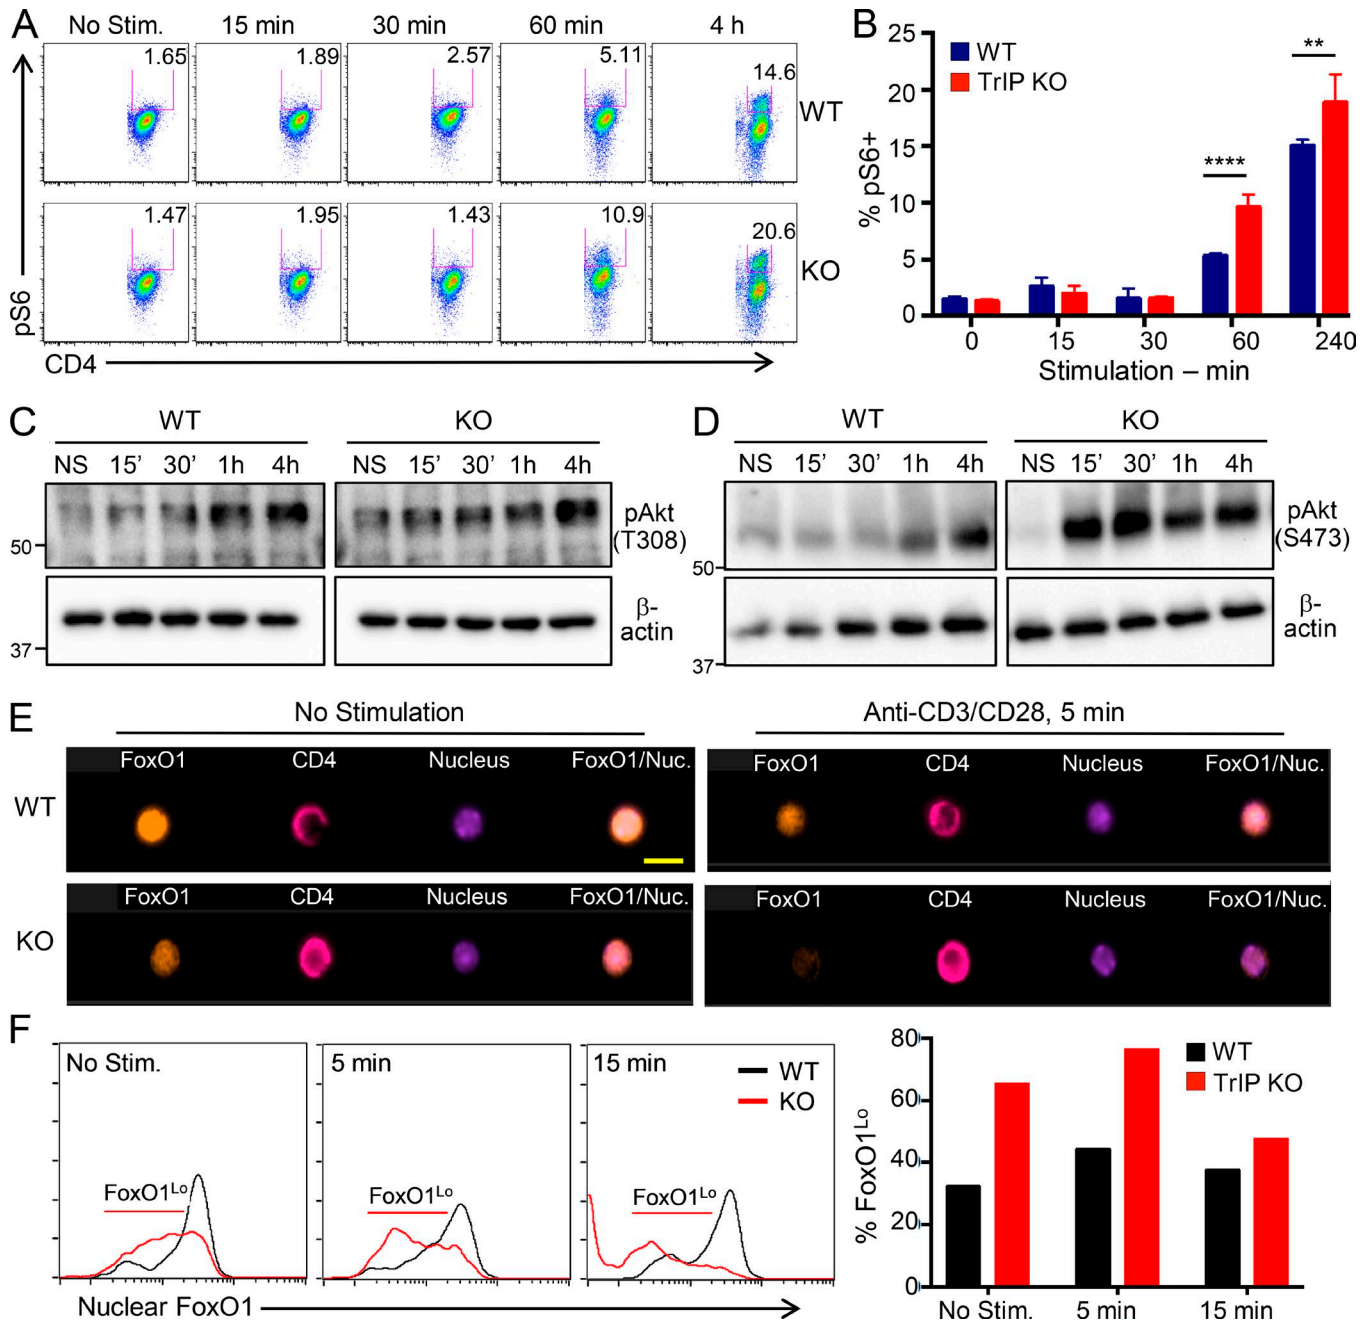 A
No Stim.
15 min
30 min
60 min
4 h
1.65
1.89
2.57
5.11
14.6
WT
1.47
1.95
1.43
10.9
20.6
KO
pS6
CD4
B
25
20
15
10
5
0
% pS6+
WT
TrIP KO
****
**
0
15
30
60
240
Stimulation – min
C
WT
KO
NS 15’ 30’ 1h 4h
NS 15’ 30’ 1h 4h
pAkt
(T308)
50
β-
actin
37
D
WT
KO
NS 15’ 30’ 1h 4h
NS 15’ 30’ 1h 4h
pAkt
(S473)
50
β-
actin
37
E
No Stimulation
Anti-CD3/CD28, 5 min
FoxO1 CD4 Nucleus FoxO1/Nuc.
FoxO1 CD4 Nucleus FoxO1/Nuc.
WT
FoxO1 CD4 Nucleus FoxO1/Nuc.
FoxO1 CD4 Nucleus FoxO1/Nuc.
KO
F
No Stim.
5 min
15 min
WT
KO
FoxO1Lo
FoxO1Lo
FoxO1Lo
Nuclear FoxO1
80
60
40
20
0
% FoxO1Lo
WT
TrIP KO
No Stim.
5 min
15 min